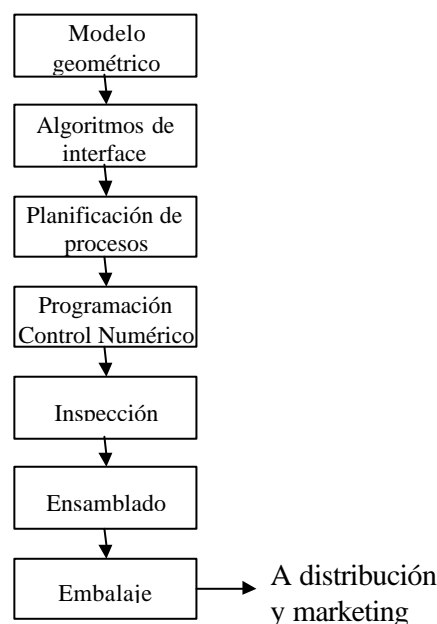 Modelo
geométrico
Algoritmos de
interface
Planificación de
procesos
Programación
Control Numérico
Inspección
Ensamblado
Embalaje
A distribución
y marketing